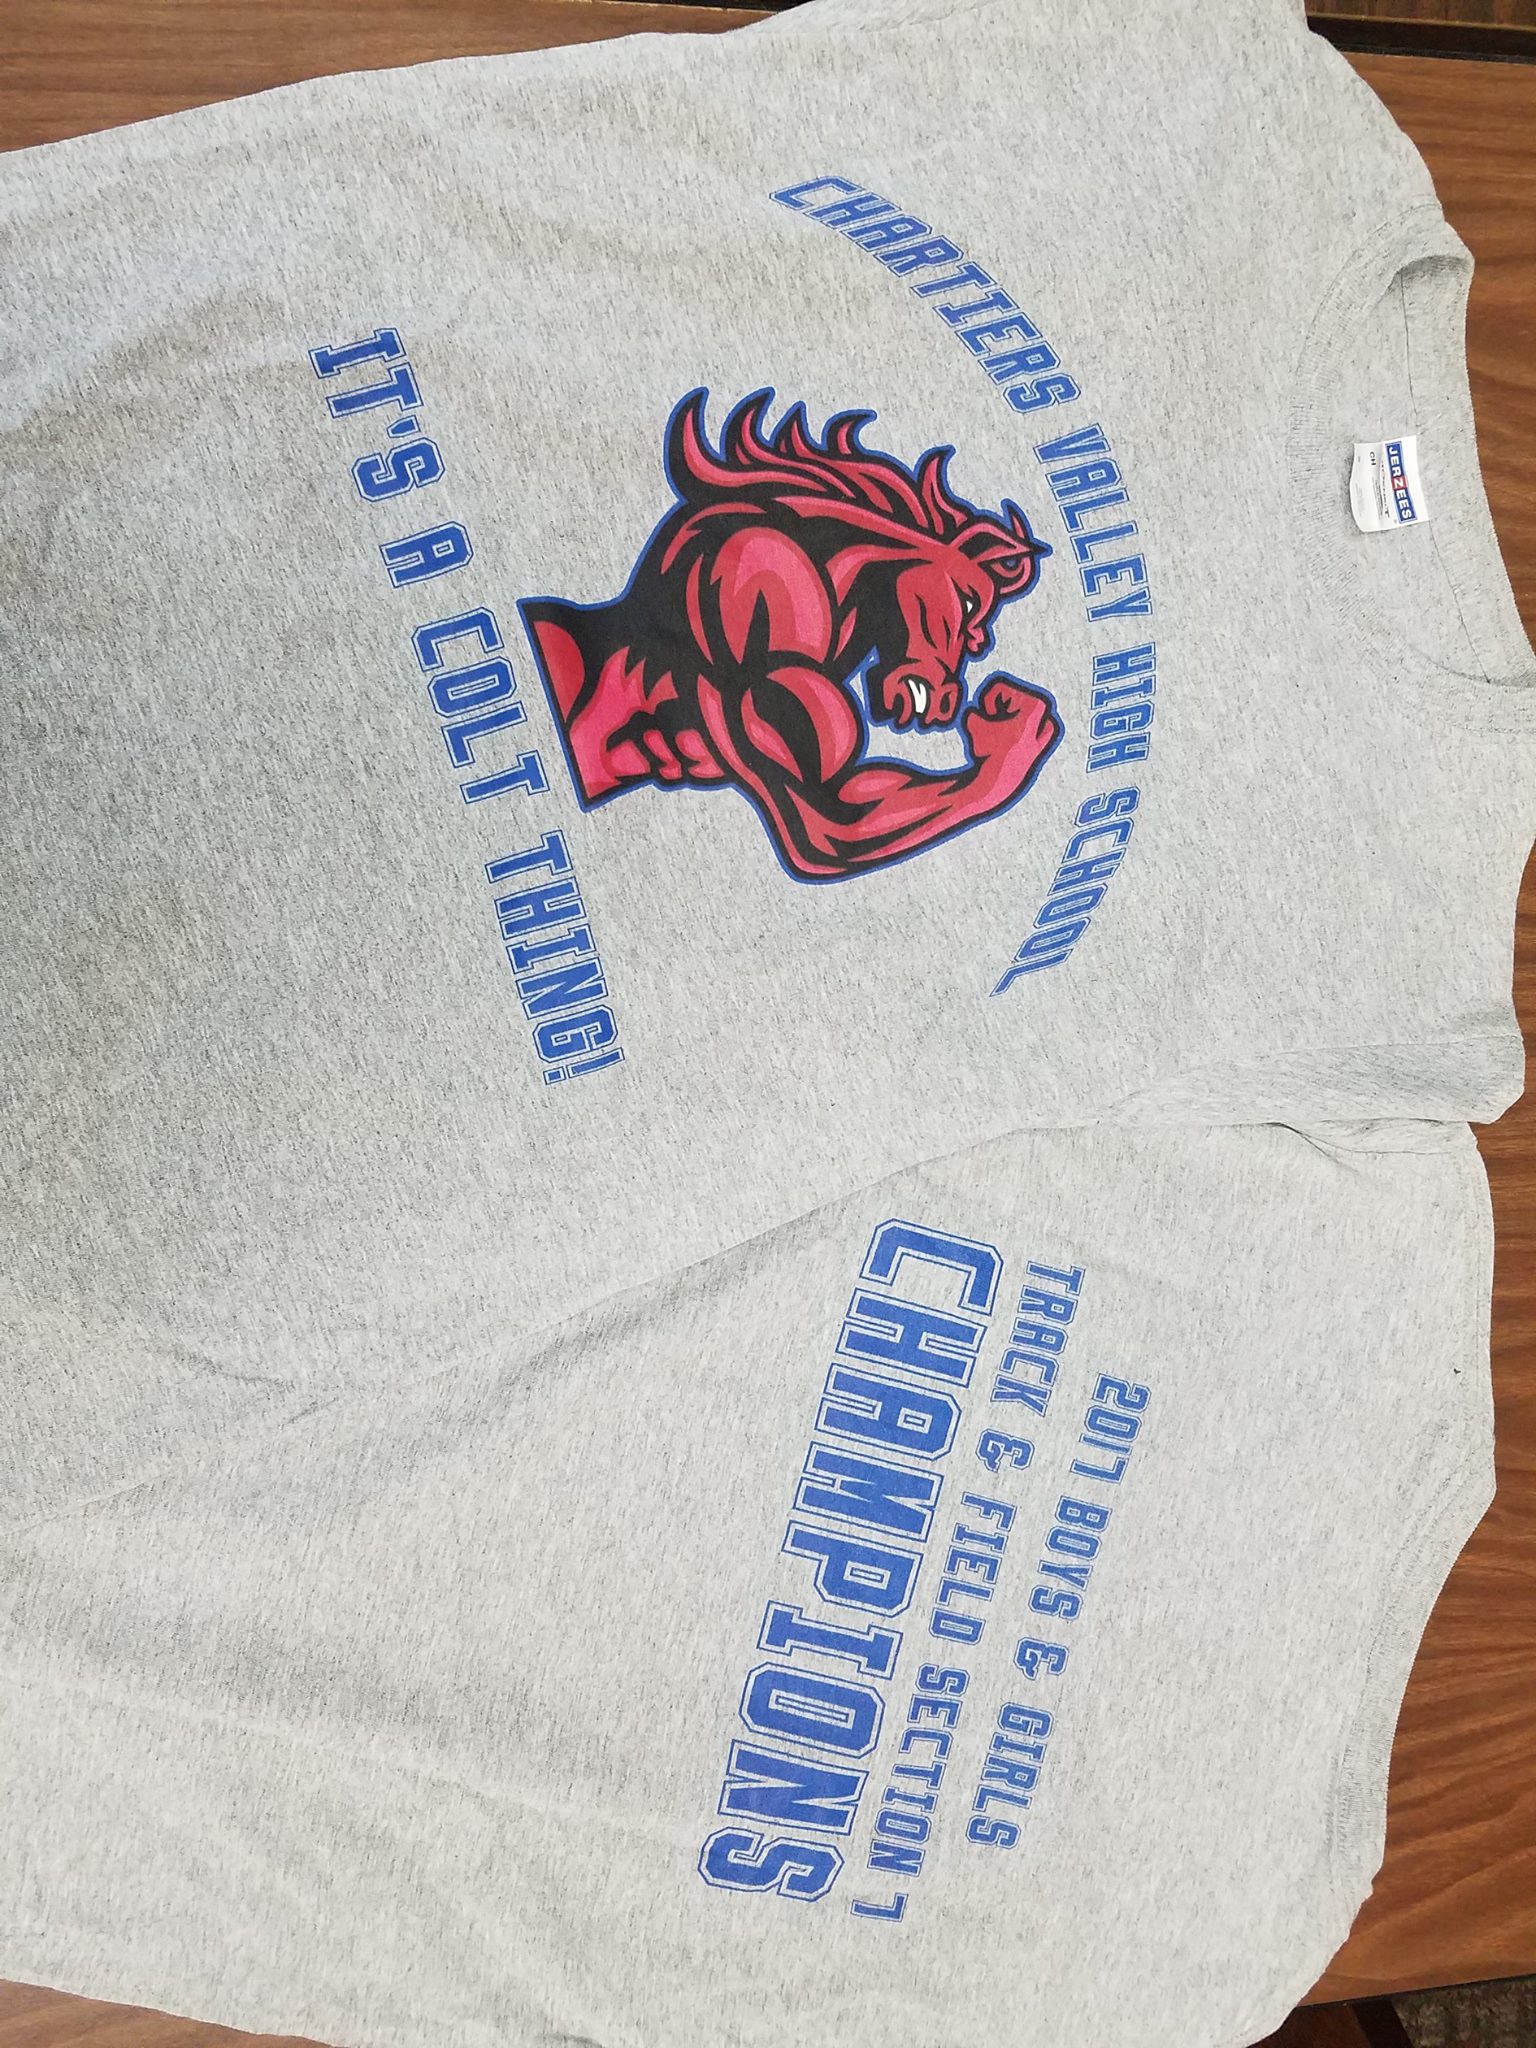 CHARTIERS VALLEY HIGH SCHOOL
IT'S A COLT THING!
JERZEES
2017 BOYS & GIRLS
TRACK & FIELD SECTION 7
CHAMPIONS